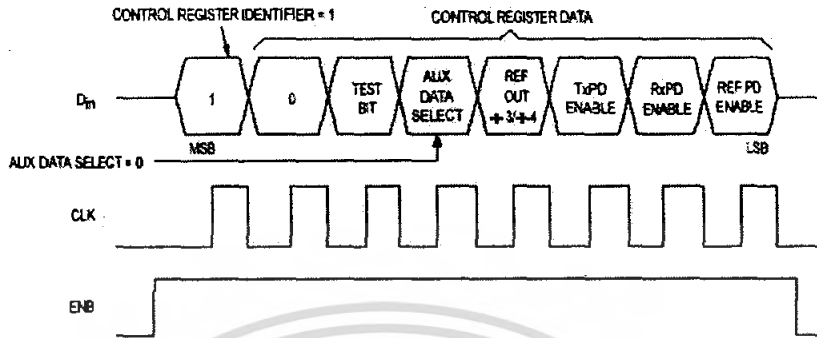 CONTROL REGISTER IDENTIFIER = 1
CONTROL REGISTER DATA
Din
1
0
TEST BIT
AUX DATA SELECT
REF OUT ÷3/÷4
TxPD ENABLE
RxPD ENABLE
REF PD ENABLE
MSB
LSB
AUX DATA SELECT = 0
CLK
ENB